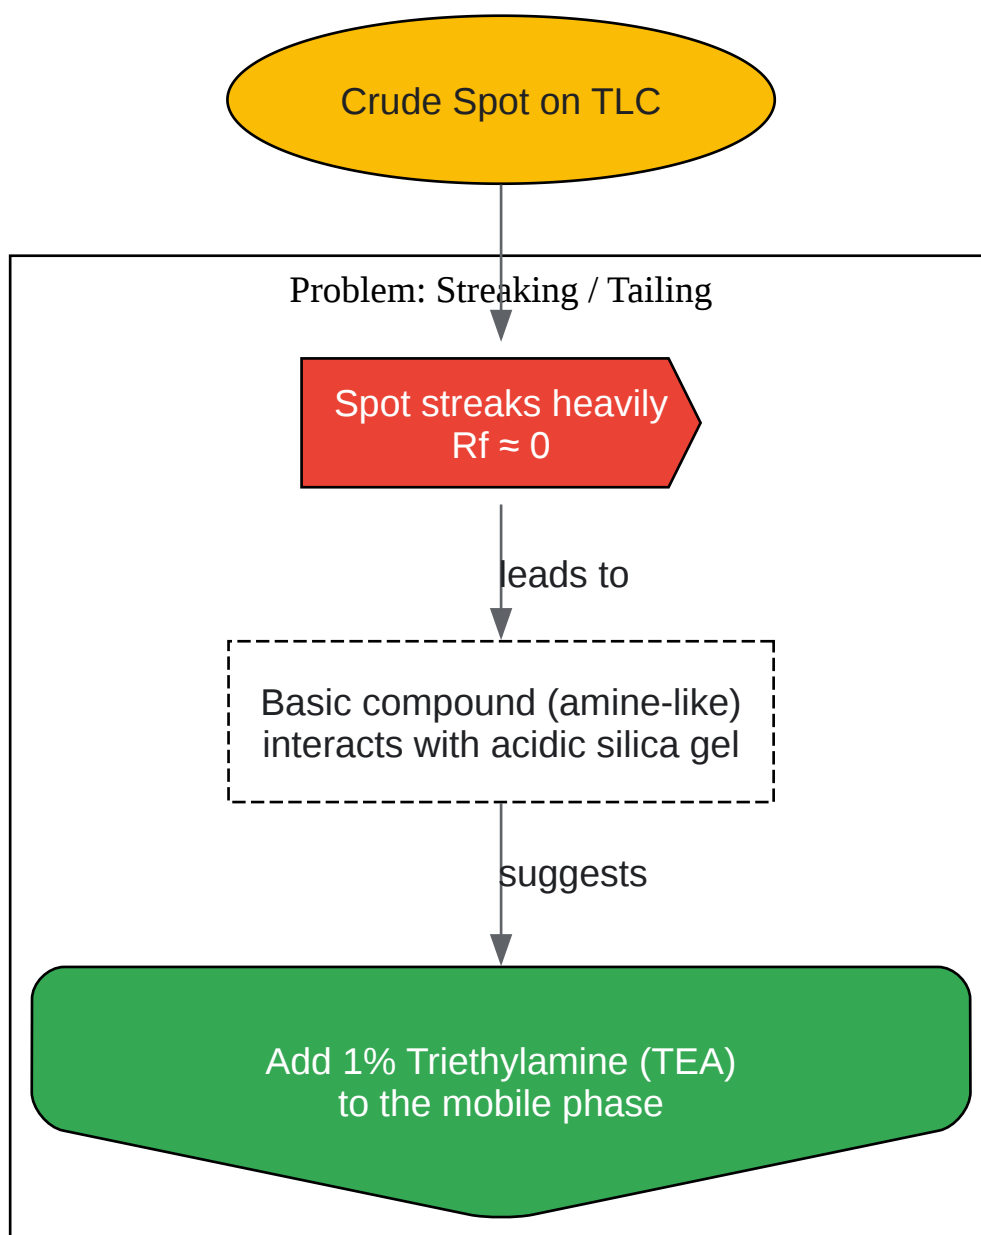 Crude Spot on TLC
Problem: Streaking / Tailing
Spot streaks heavily
Rf ≈ 0
leads to
Basic compound (amine-like)
interacts with acidic silica gel
suggests
Add 1% Triethylamine (TEA)
to the mobile phase